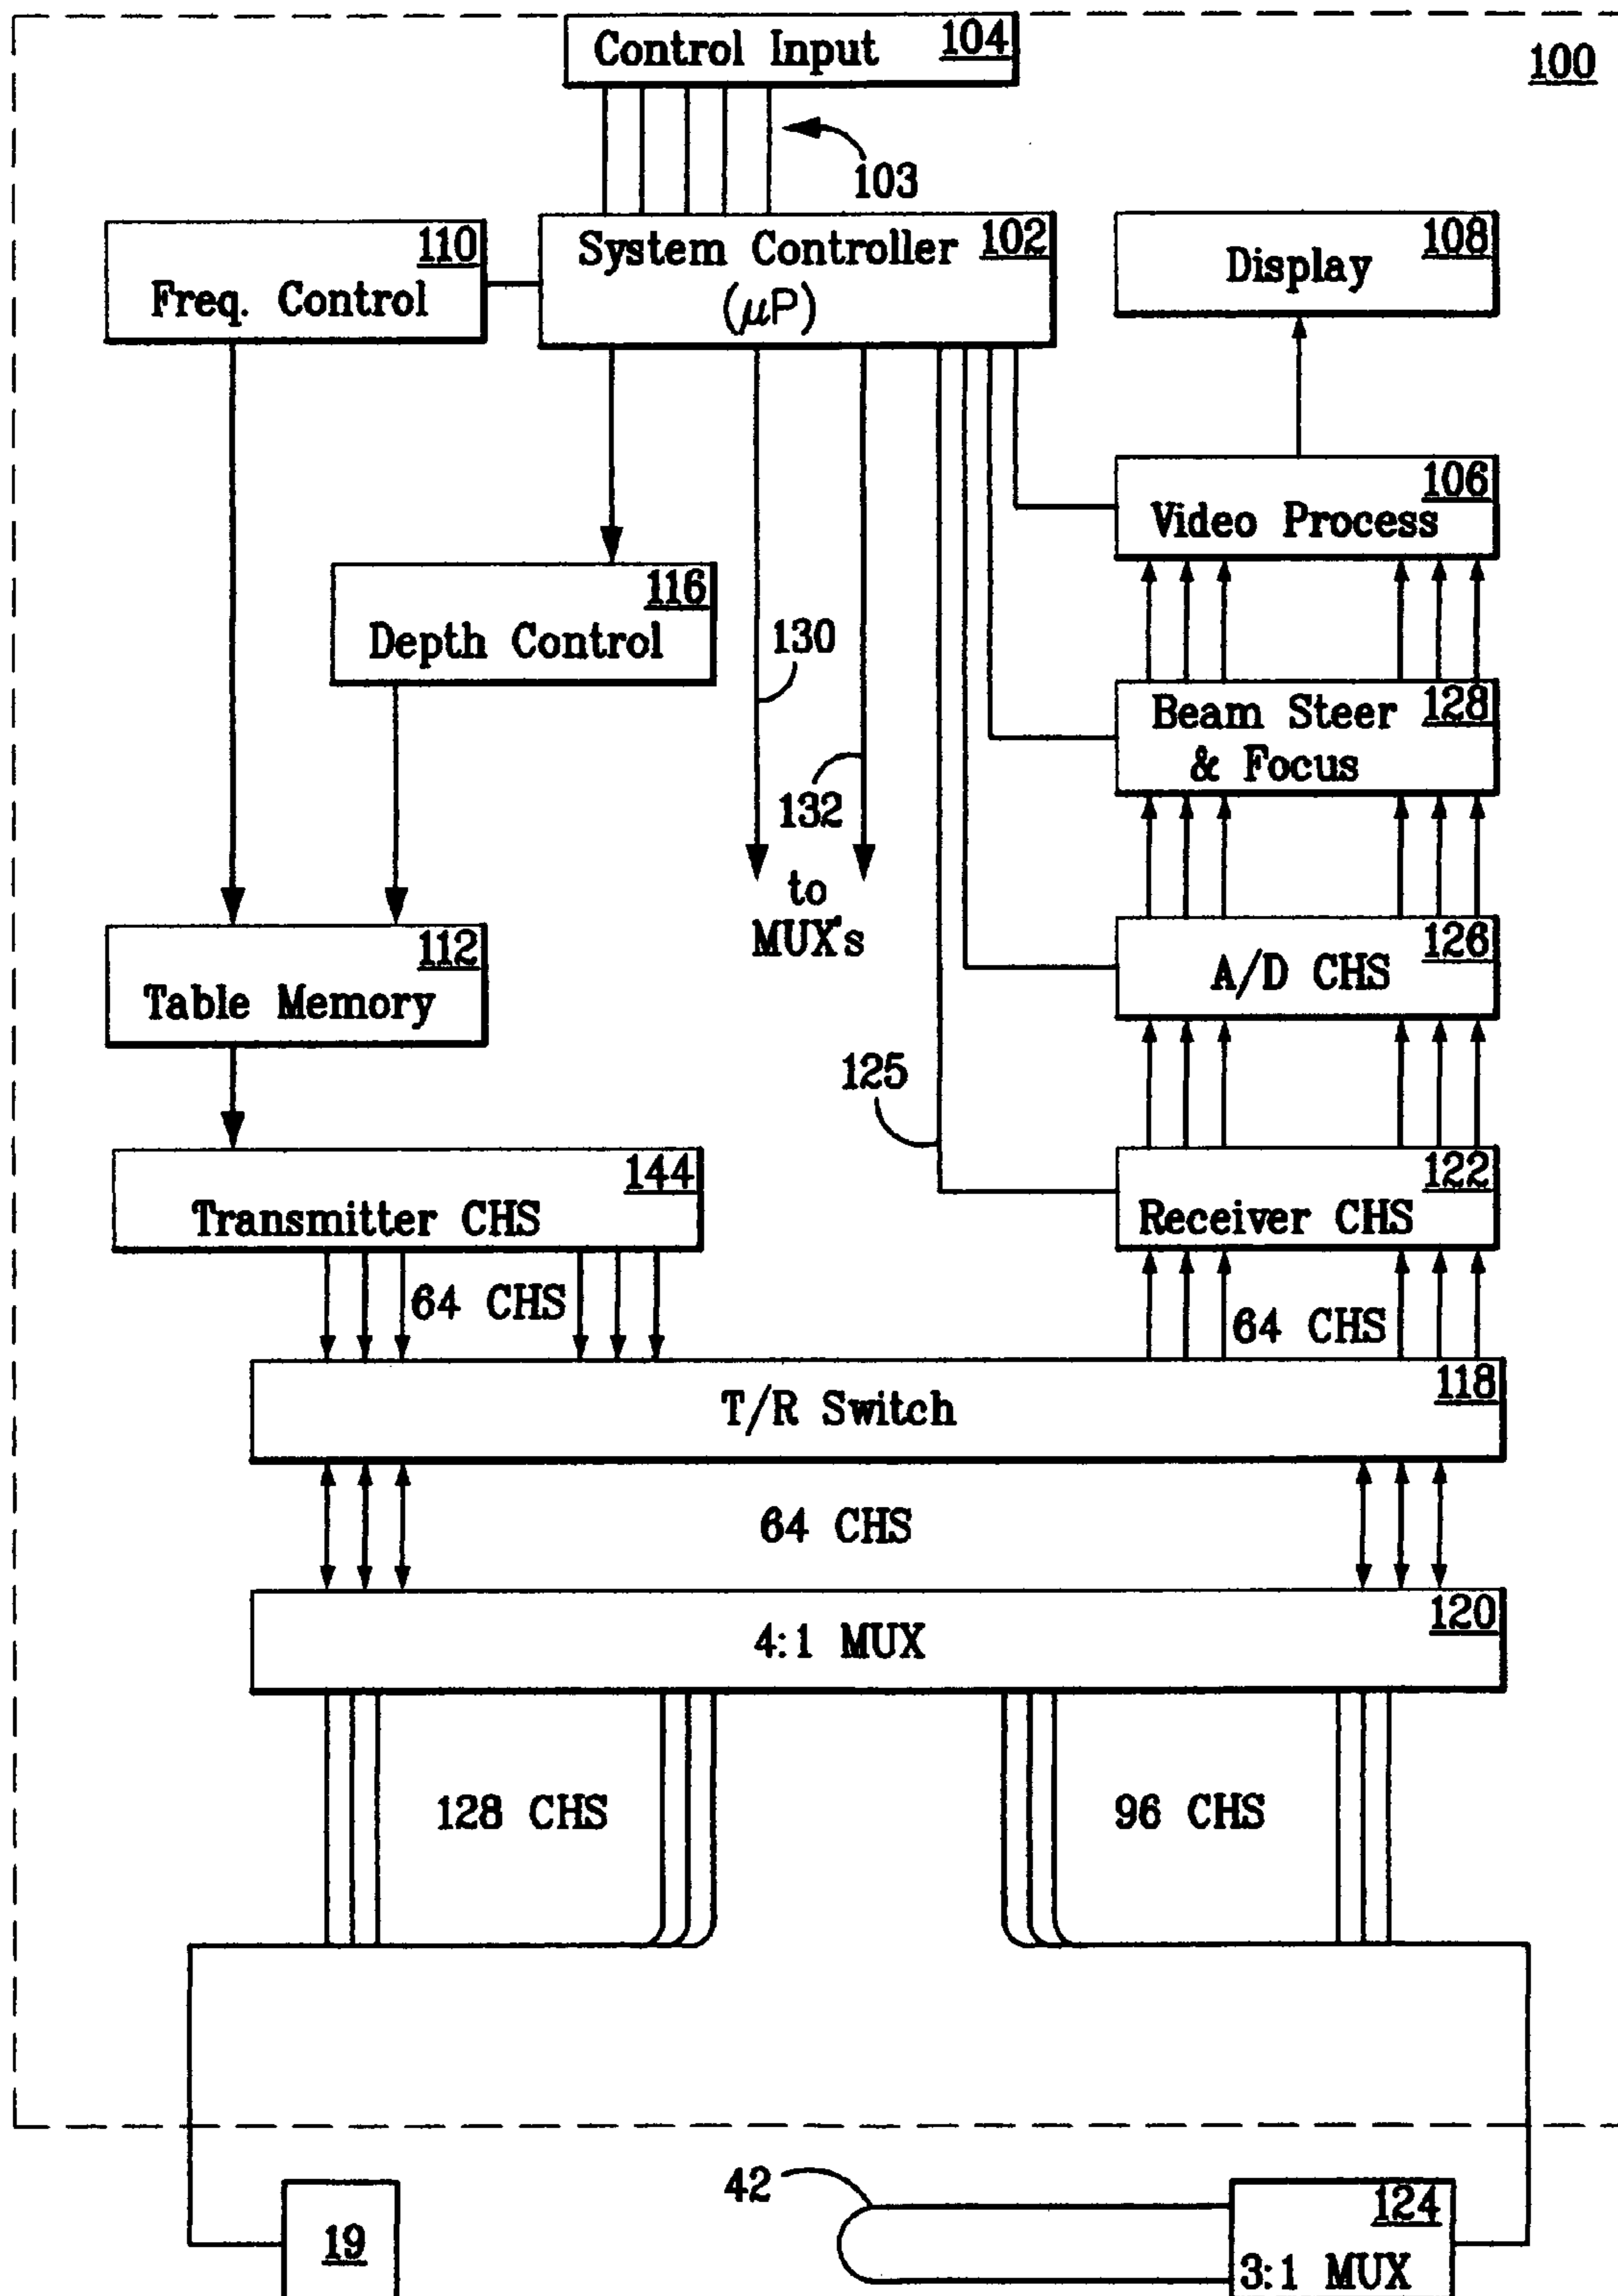 Control Input 104
100
103
110
Freq. Control
System Controller 102
(μP)
108
Display
106
Video Process
116
Depth Control
130
132
to
MUX's
Beam Steer 128
& Focus
112
Table Memory
126
A/D CHS
125
144
Transmitter CHS
122
Receiver CHS
64 CHS
64 CHS
118
T/R Switch
64 CHS
120
4:1 MUX
128 CHS
96 CHS
42
19
124
3:1 MUX